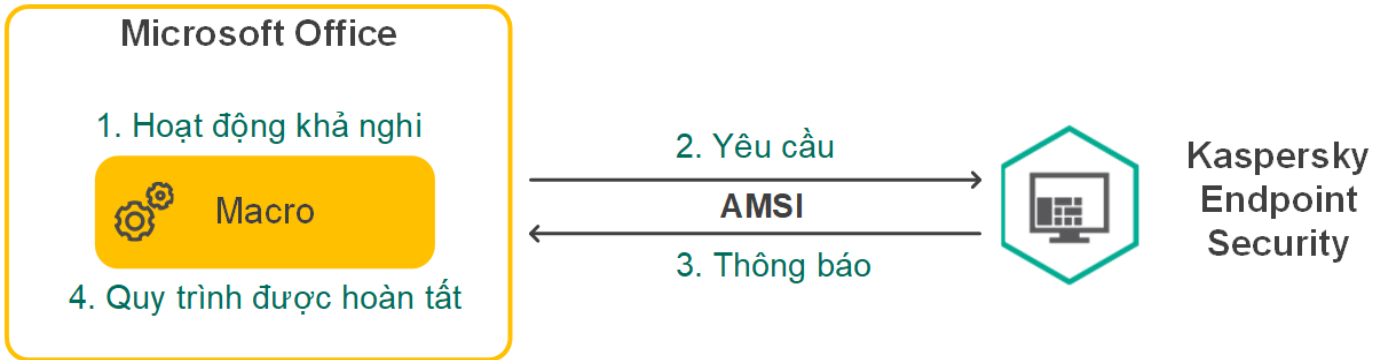 Microsoft Office
1. Hoạt động khả nghi
Macro
4. Quy trình được hoàn tất
2. Yêu cầu
AMSI
3. Thông báo
Kaspersky
Endpoint
Security